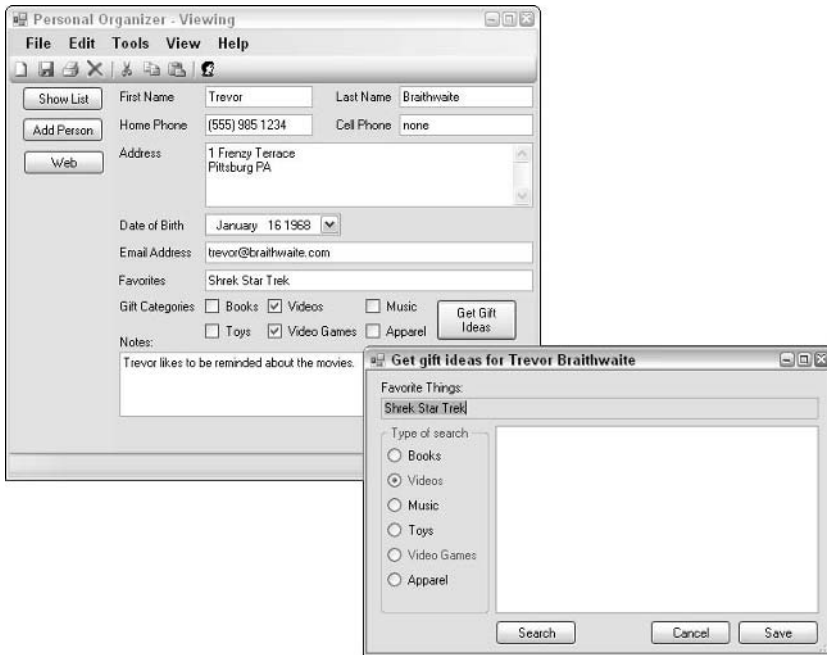 Personal Organizer - Viewing
File Edit Tools View Help
Show List
Add Person
Web
First Name Trevor Last Name Braithwaite
Home Phone (555) 985 1234 Cell Phone none
Address 1 Frenzy Terrace
Pittsburg PA
Date of Birth January 16 1968
Email Address trevor@braithwaite.com
Favorites Shrek Star Trek
Gift Categories Books Videos Music
Toys Video Games Apparel
Get Gift
Ideas
Notes:
Trevor likes to be reminded about the movies.
Get gift ideas for Trevor Braithwaite
Favorite Things:
Shrek Star Trek
Type of search
Books
Videos
Music
Toys
Video Games
Apparel
Search Cancel Save